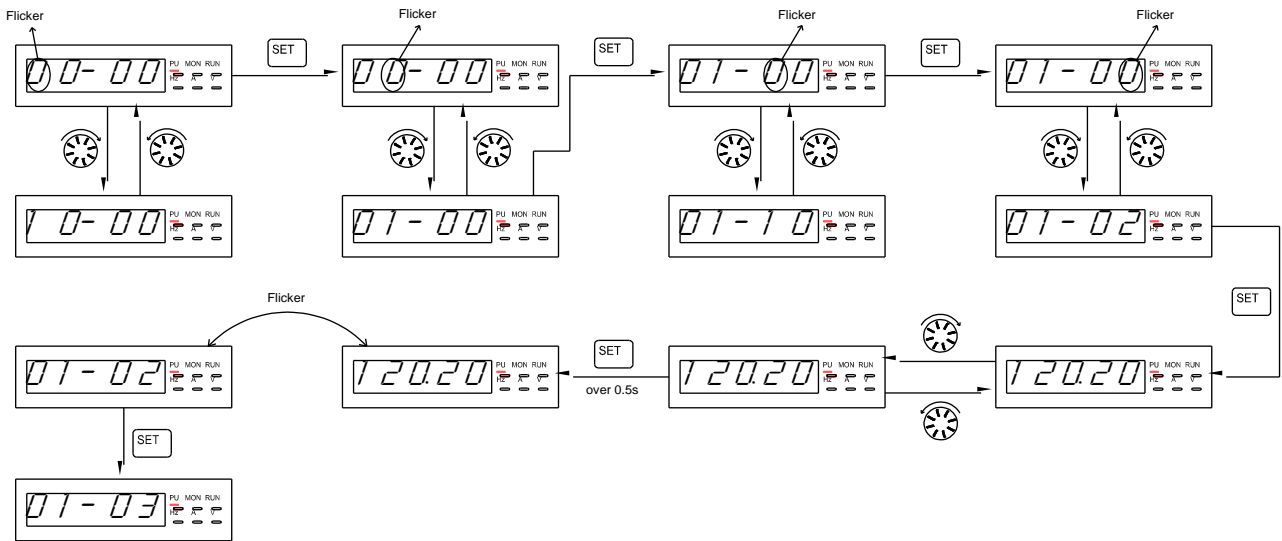 Flicker
Flicker
Flicker
Flicker
SET
SET
SET
00-00
PU MON RUN
Hz A V
00-00
PU MON RUN
Hz A V
01-00
PU MON RUN
Hz A V
01-00
PU MON RUN
Hz A V
10-00
PU MON RUN
Hz A V
01-00
PU MON RUN
Hz A V
01-10
PU MON RUN
Hz A V
01-02
PU MON RUN
Hz A V
SET
Flicker
01-02
PU MON RUN
Hz A V
120.20
PU MON RUN
Hz A V
SET
over 0.5s
120.20
PU MON RUN
Hz A V
120.20
PU MON RUN
Hz A V
SET
01-03
PU MON RUN
Hz A V